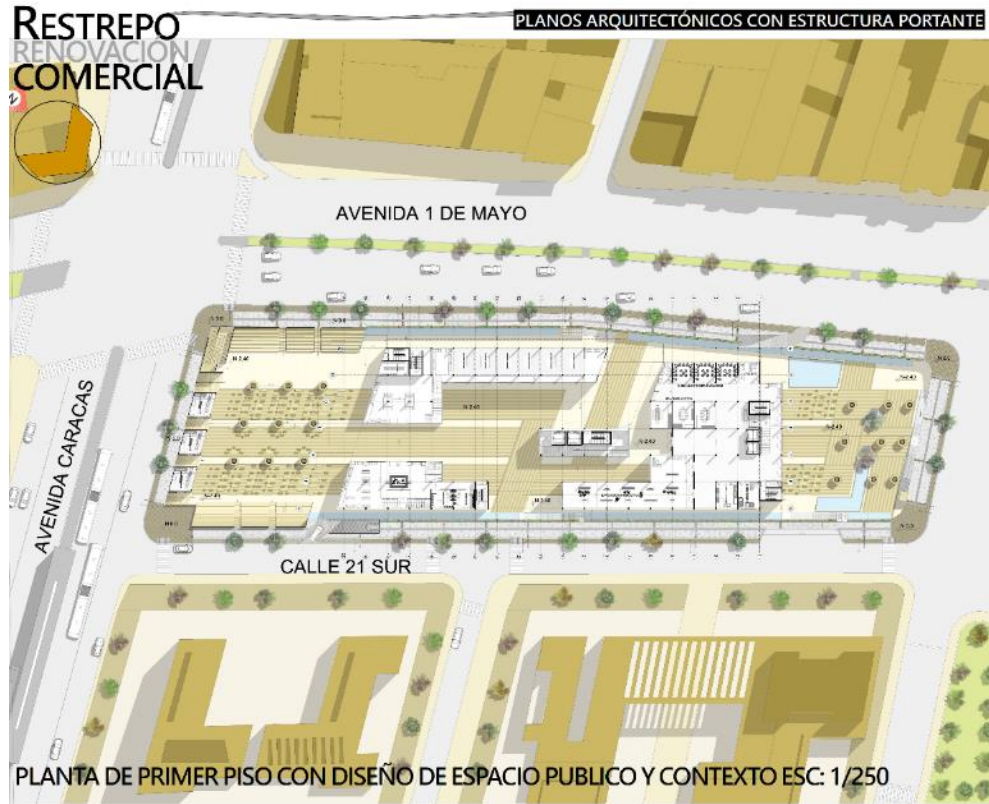 RESTREPO
PLANOS ARQUITECTÓNICOS CON ESTRUCTURA PORTANTE
RENOVACIÓN
COMERCIAL
AVENIDA 1 DE MAYO
AVENIDA CARACAS
CALLE 21 SUR
PLANTA DE PRIMER PISO CON DISEÑO DE ESPACIO PUBLICO Y CONTEXTO ESC: 1/250